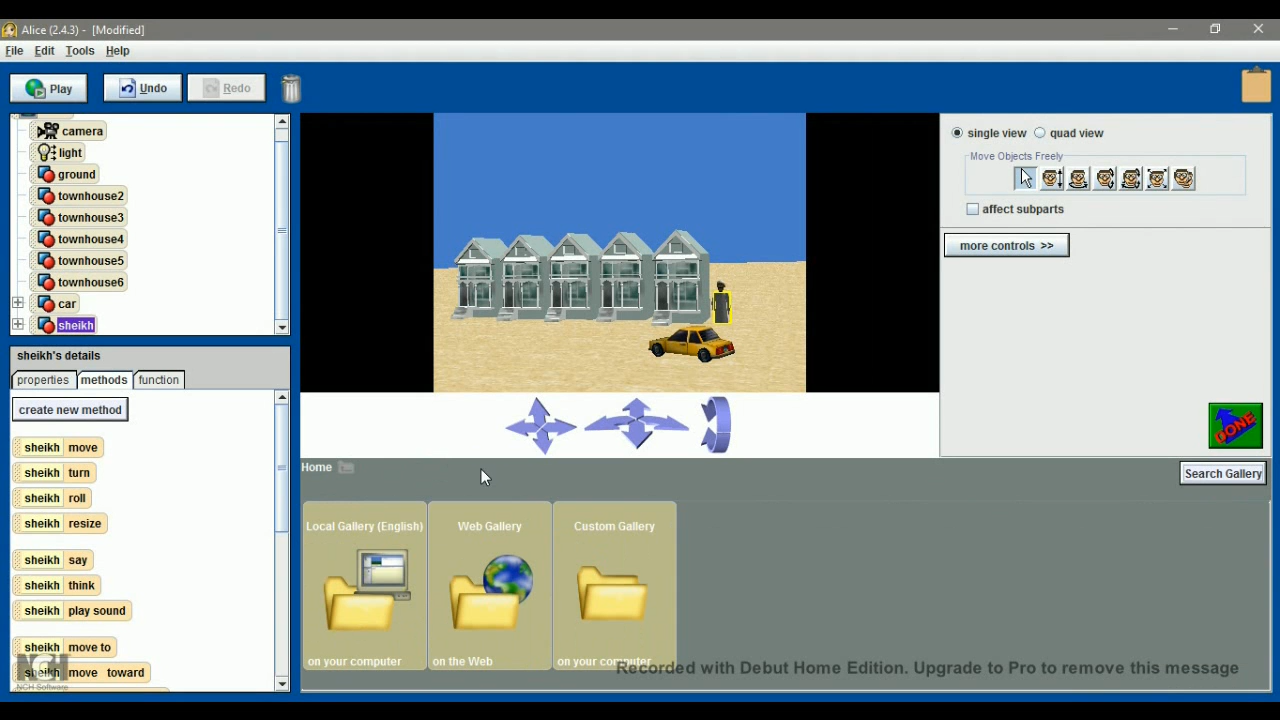 Alice (2.4.3) - [Modified]
File Edit Tools Help
Play Undo Redo
camera
light
ground
townhouse2
townhouse3
townhouse4
townhouse5
townhouse6
car
sheikh
single view quad view
Move Objects Freely
affect subparts
more controls >>
DONE
sheikh's details
properties methods function
create new method
sheikh move
sheikh turn
sheikh roll
sheikh resize
sheikh say
sheikh think
sheikh play sound
sheikh move to
sheikh move toward
NCH
NCH Software
Home
Search Gallery
Local Gallery (English) Web Gallery Custom Gallery
on your computer on the Web on your computer
Recorded with Debut Home Edition. Upgrade to Pro to remove this message